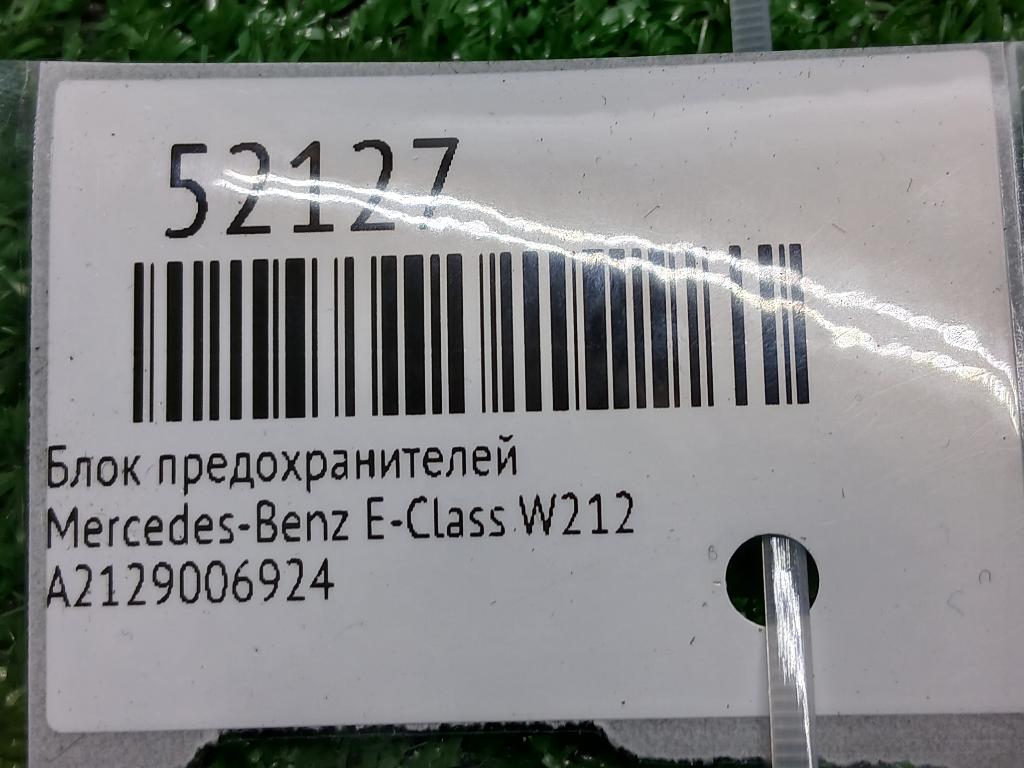 52127
Блок предохранителей
Mercedes-Benz E-Class W212
A2129006924